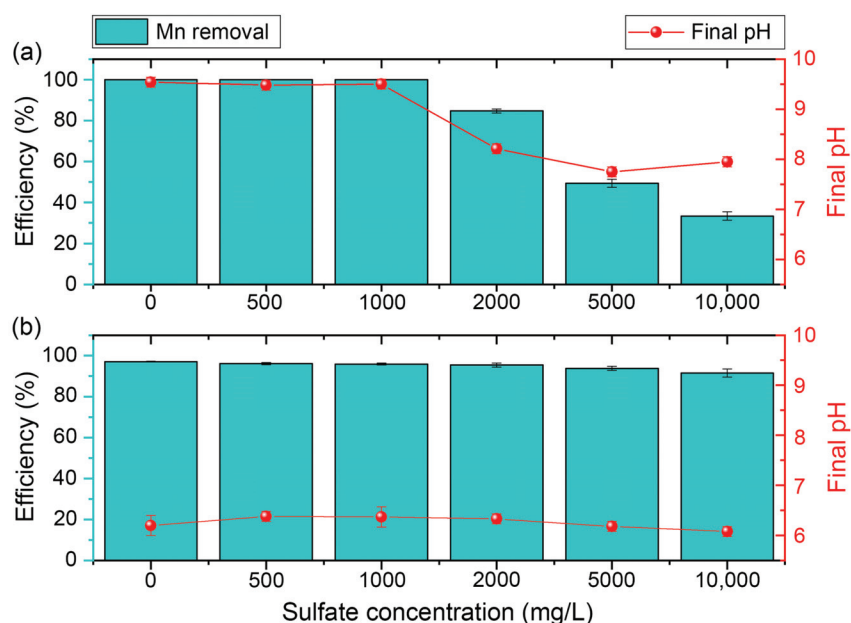 Mn removal
Final pH
(a)
100
80
60
40
20
0
Efficiency (%)
10
9
8
7
6
Final pH
0 500 1000 2000 5000 10,000
(b)
100
80
60
40
20
0
Efficiency (%)
10
9
8
7
6
Final pH
0 500 1000 2000 5000 10,000
Sulfate concentration (mg/L)